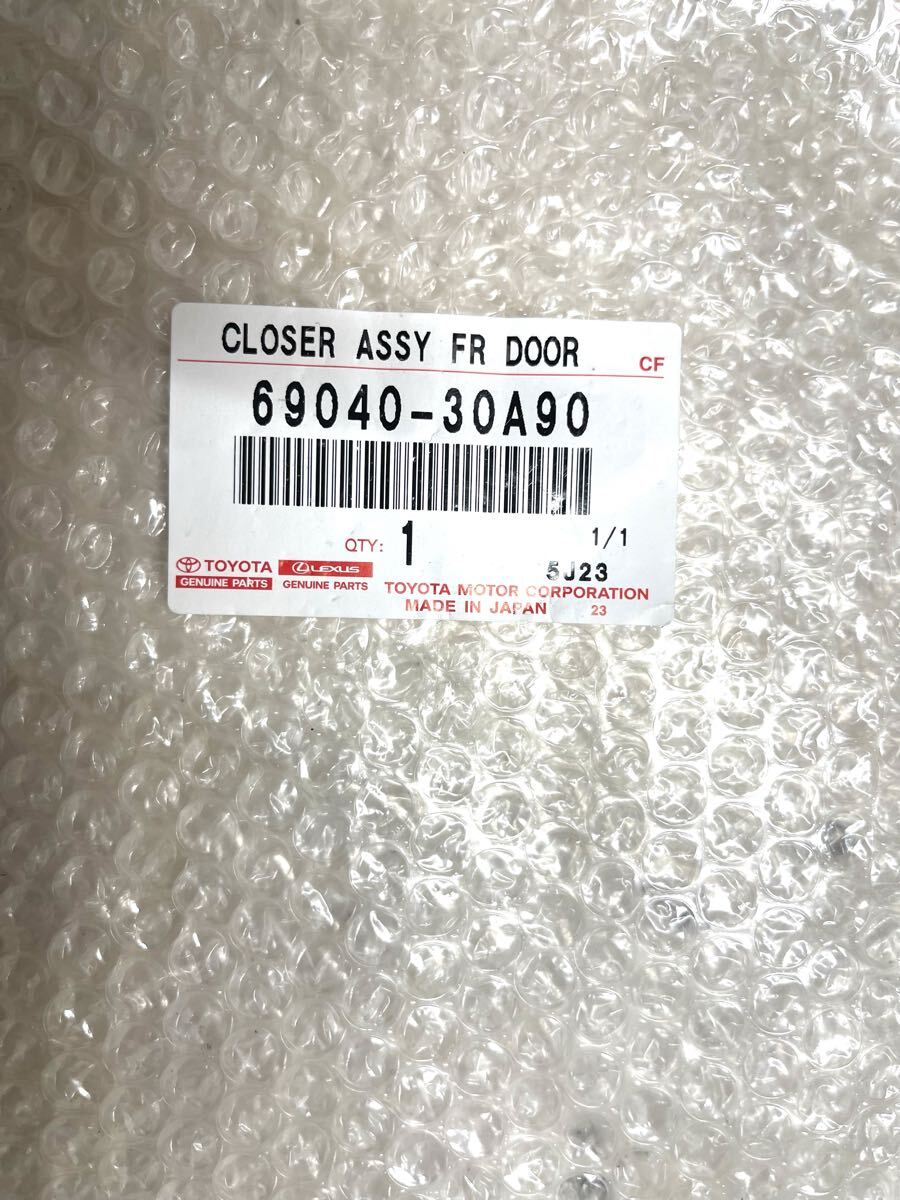 CLOSER ASSY FR DOOR
CF
69040-30A90
QTY: 1
1/1
5J23
TOYOTA
GENUINE PARTS
LEXUS
GENUINE PARTS
TOYOTA MOTOR CORPORATION
MADE IN JAPAN 23